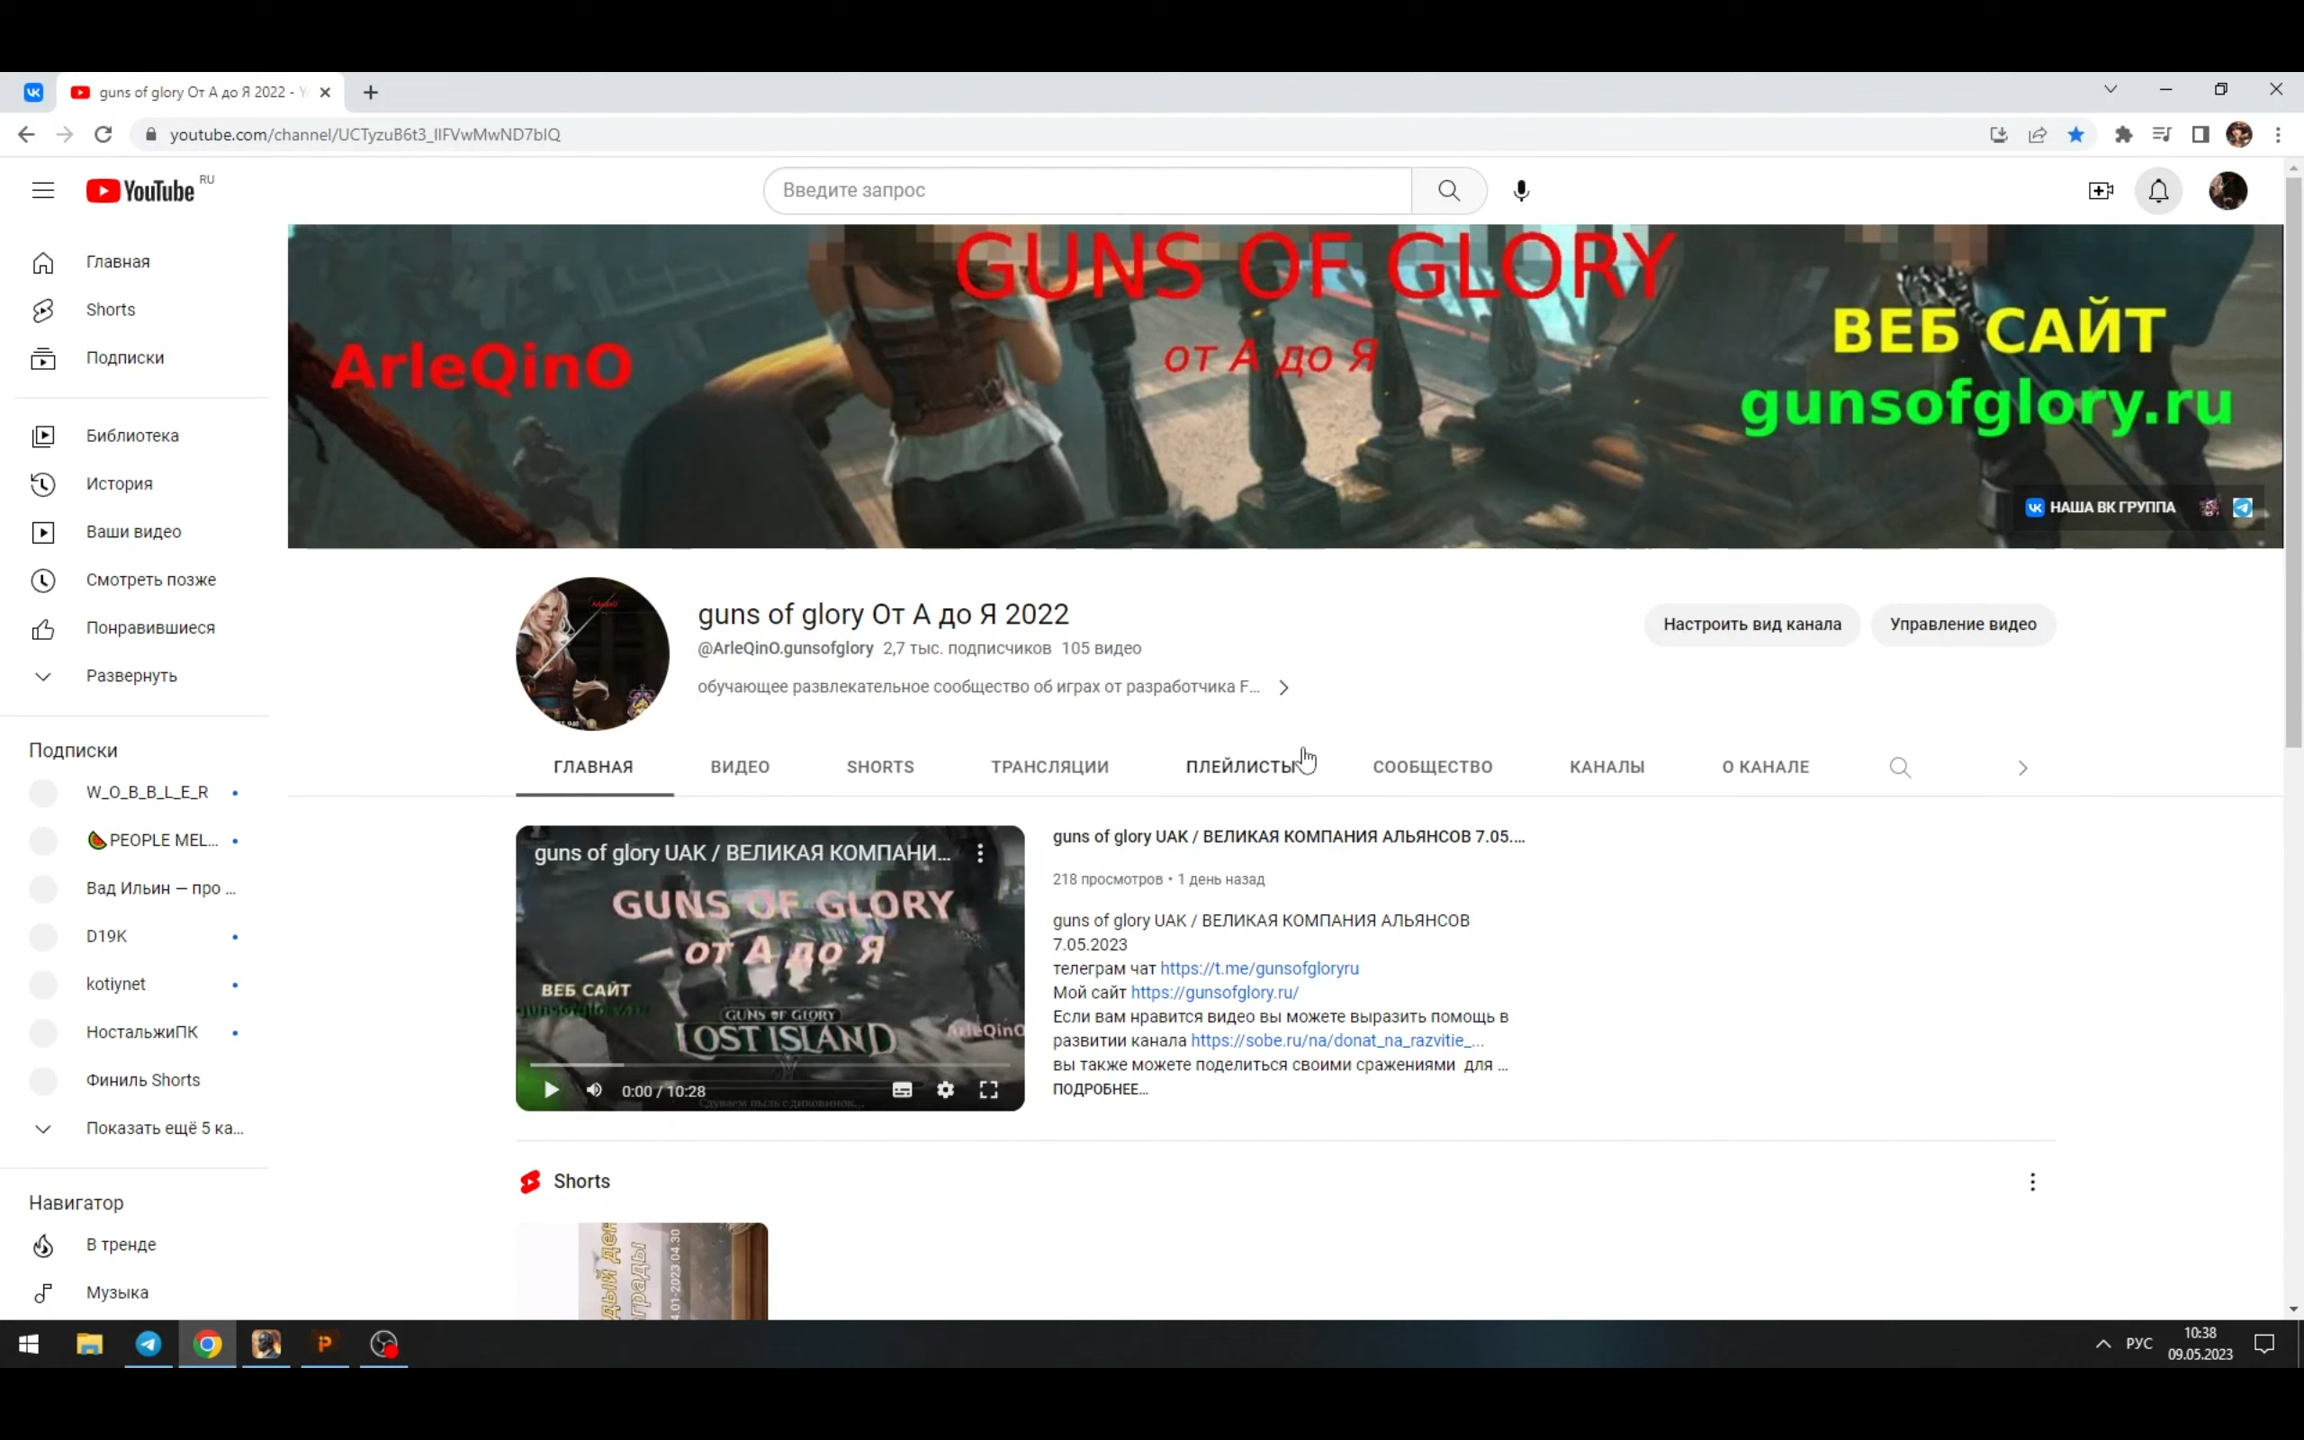 guns of glory От А до Я 2022 - Y
youtube.com/channel/UCTyzuB6t3_IIFVwMwND7bIQ
YouTube RU
Введите запрос
Главная
Shorts
Подписки
Библиотека
История
Ваши видео
Смотреть позже
Понравившиеся
Развернуть
Подписки
W_O_B_B_L_E_R
🍉PEOPLE MEL...
Вад Ильин — про ...
D19K
kotiynet
НостальжиПК
Финиль Shorts
Показать ещё 5 ка...
Навигатор
В тренде
Музыка
GUNS OF GLORY
от А до Я
ArleQinO
ВЕБ САЙТ
gunsofglory.ru
НАША ВК ГРУППА
guns of glory От А до Я 2022
@ArleQinO.gunsofglory 2,7 тыс. подписчиков 105 видео
обучающее развлекательное сообщество об играх от разработчика F...
Настроить вид канала
Управление видео
ГЛАВНАЯ ВИДЕО SHORTS ТРАНСЛЯЦИИ ПЛЕЙЛИСТЫ СООБЩЕСТВО КАНАЛЫ О КАНАЛЕ
guns of glory UAK / ВЕЛИКАЯ КОМПАНИ...
GUNS OF GLORY
от А до Я
ВЕБ САЙТ
GUNS OF GLORY
LOST ISLAND
ArleQinO
0:00 / 10:28
Сдуваем пыль с диковинок...
guns of glory UAK / ВЕЛИКАЯ КОМПАНИЯ АЛЬЯНСОВ 7.05....
218 просмотров • 1 день назад
guns of glory UAK / ВЕЛИКАЯ КОМПАНИЯ АЛЬЯНСОВ
7.05.2023
телеграм чат https://t.me/gunsofgloryru
Мой сайт https://gunsofglory.ru/
Если вам нравится видео вы можете выразить помощь в
развитии канала https://sobe.ru/na/donat_na_razvitie_...
вы также можете поделиться своими сражениями для ...
ПОДРОБНЕЕ...
Shorts
РУС
10:38
09.05.2023